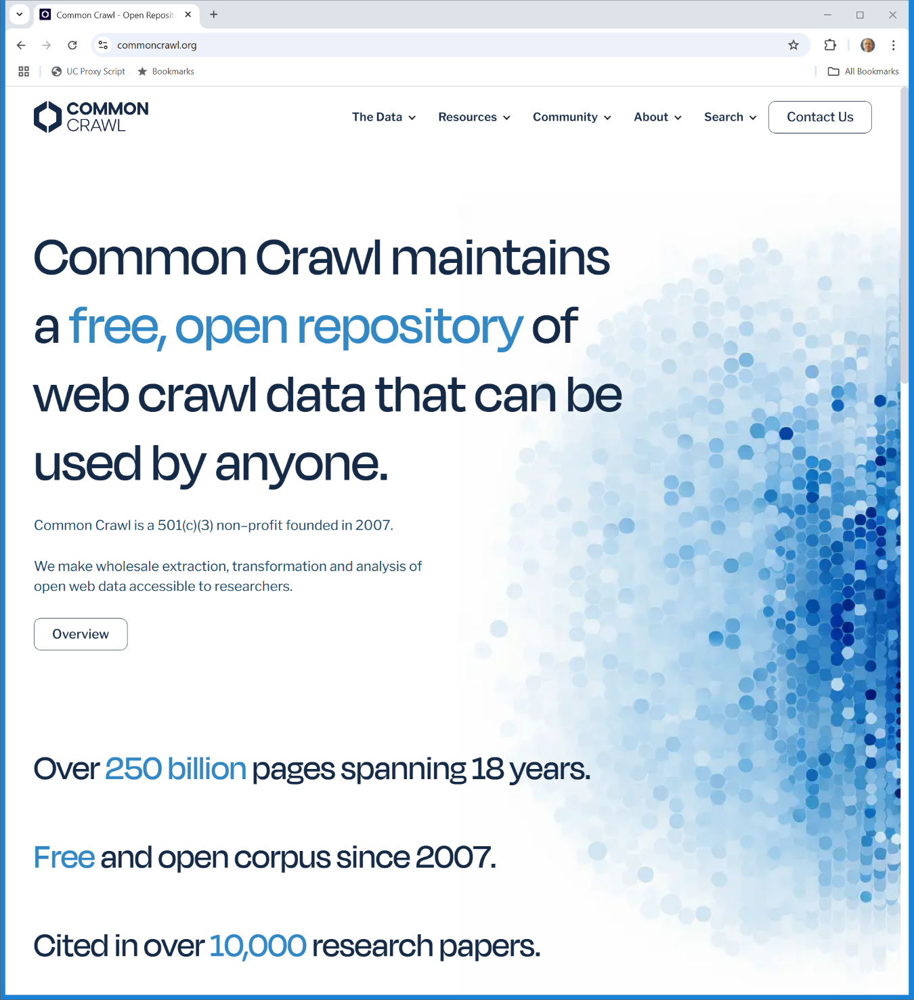 Common Crawl - Open Reposit
commoncrawl.org
UC Proxy Script
Bookmarks
All Bookmarks
COMMON
CRAWL
The Data
Resources
Community
About
Search
Contact Us
Common Crawl maintains
a free, open repository of
web crawl data that can be
used by anyone.
Common Crawl is a 501(c)(3) non–profit founded in 2007.
We make wholesale extraction, transformation and analysis of
open web data accessible to researchers.
Overview
Over 250 billion pages spanning 18 years.
Free and open corpus since 2007.
Cited in over 10,000 research papers.